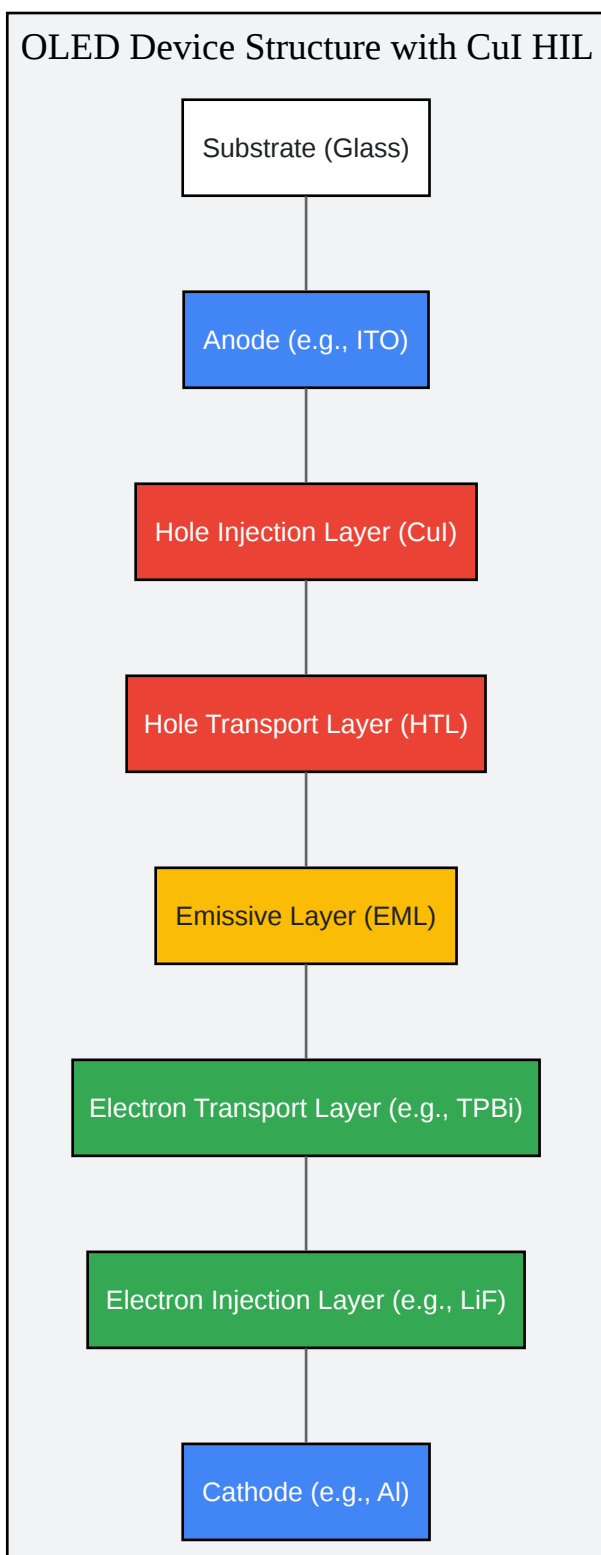 OLED Device Structure with CuI HIL
Substrate (Glass)
Anode (e.g., ITO)
Hole Injection Layer (CuI)
Hole Transport Layer (HTL)
Emissive Layer (EML)
Electron Transport Layer (e.g., TPBi)
Electron Injection Layer (e.g., LiF)
Cathode (e.g., Al)